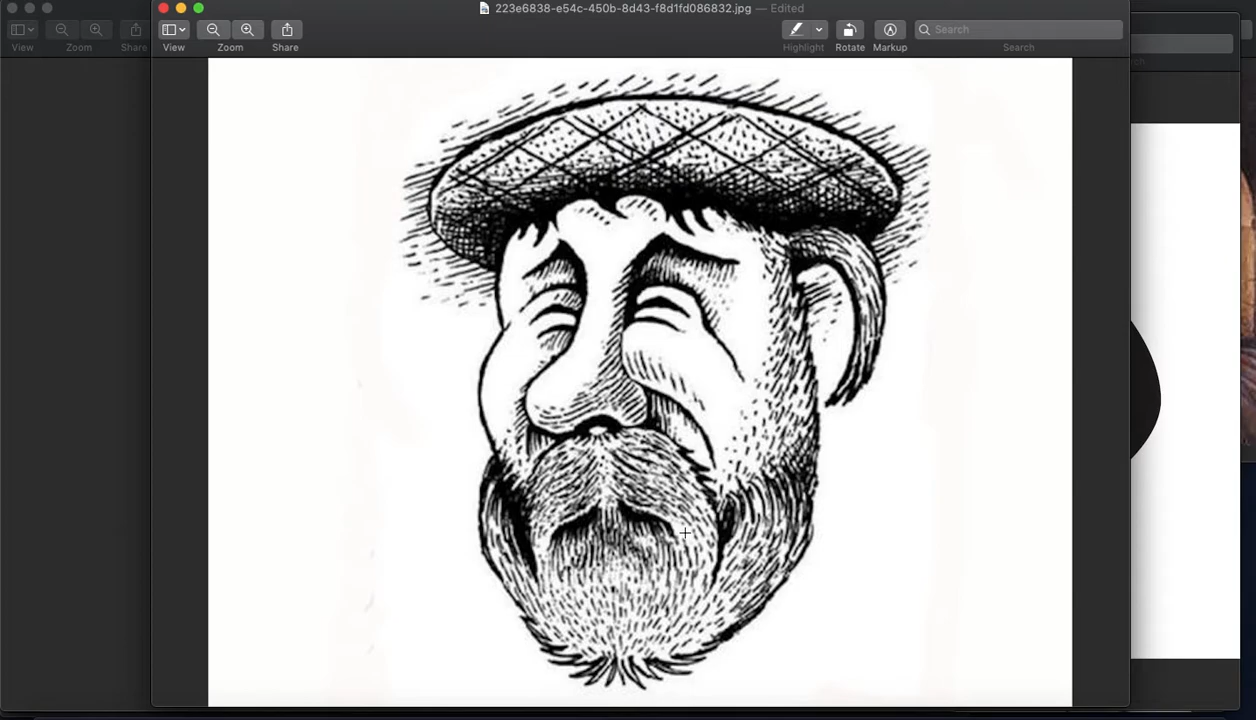 223e6838-e54c-450b-8d43-f8d1fd086832.jpg — Edited
View
Zoom
Share
View
Zoom
Share
Highlight
Rotate
Markup
Search
Search